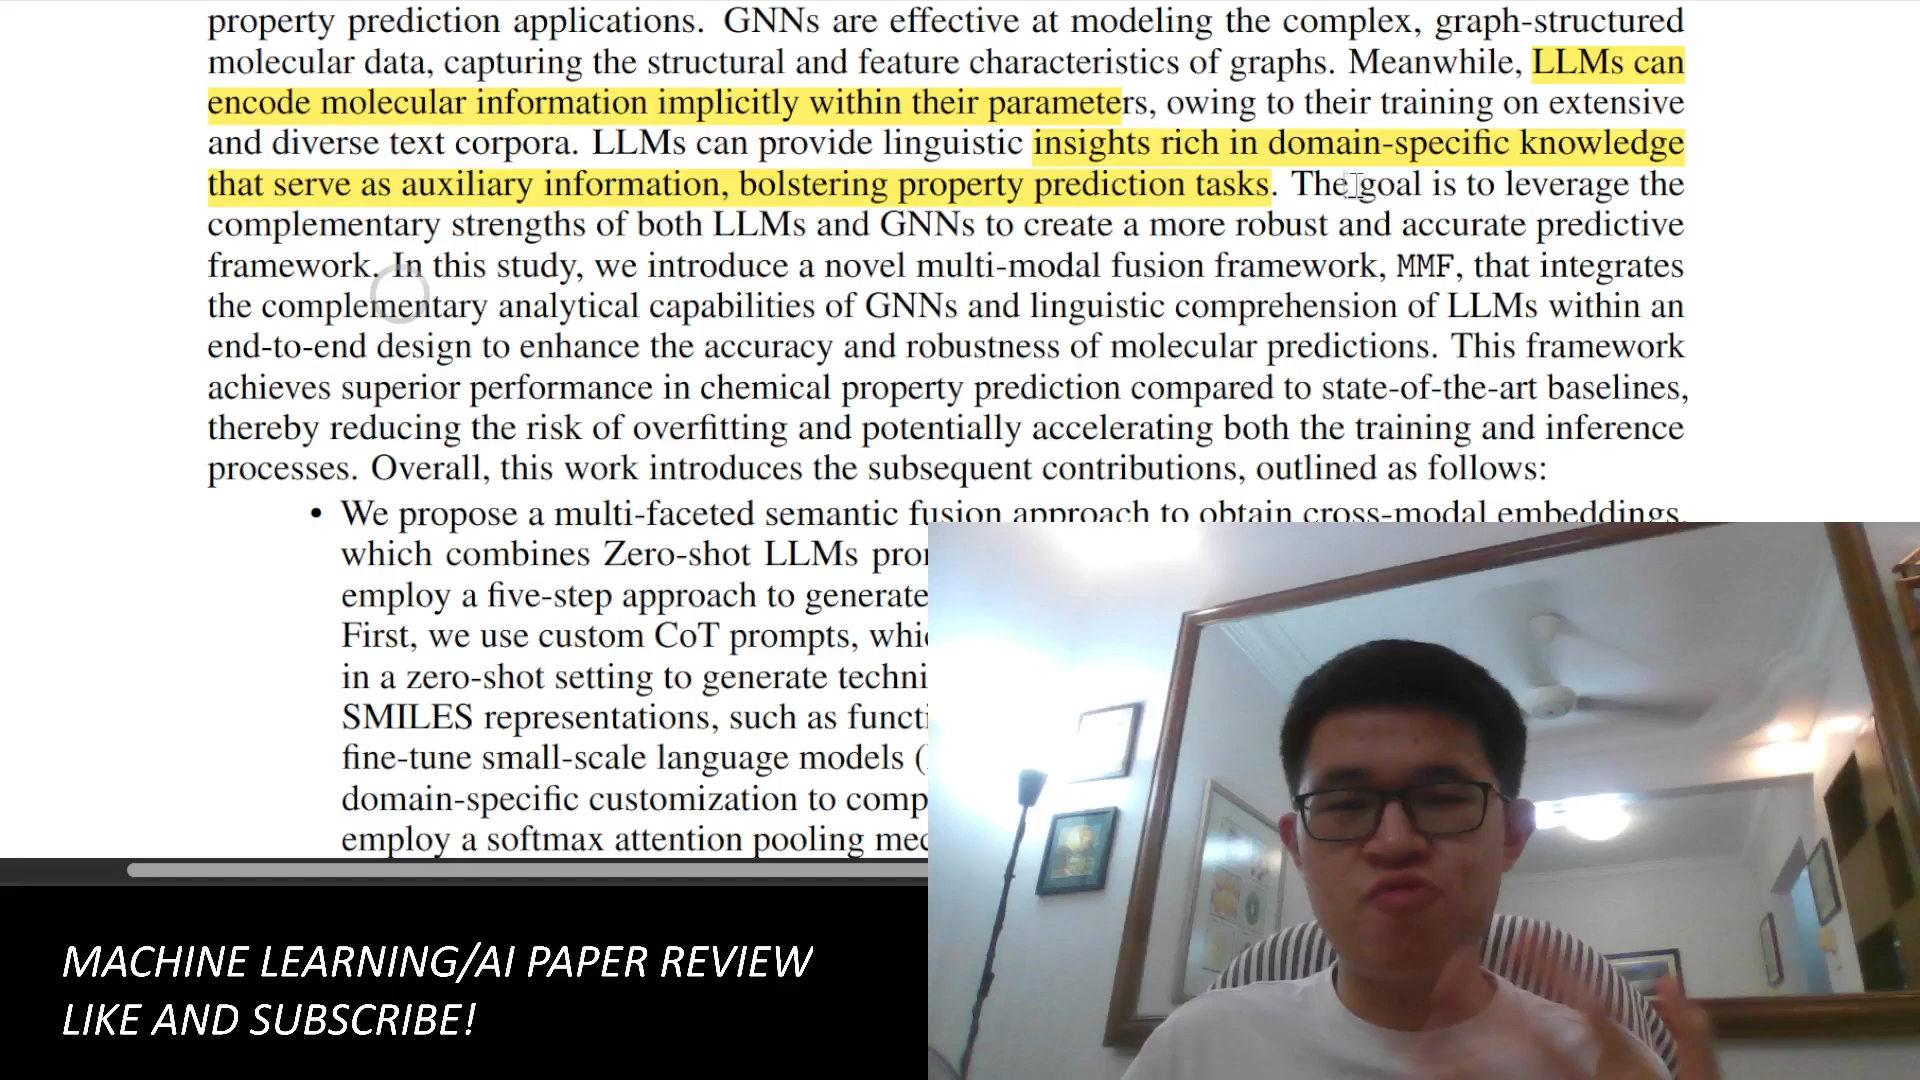 property prediction applications. GNNs are effective at modeling the complex, graph-structured
molecular data, capturing the structural and feature characteristics of graphs. Meanwhile, LLMs can
encode molecular information implicitly within their parameters, owing to their training on extensive
and diverse text corpora. LLMs can provide linguistic insights rich in domain-specific knowledge
that serve as auxiliary information, bolstering property prediction tasks. The goal is to leverage the
complementary strengths of both LLMs and GNNs to create a more robust and accurate predictive
framework. In this study, we introduce a novel multi-modal fusion framework, MMF, that integrates
the complementary analytical capabilities of GNNs and linguistic comprehension of LLMs within an
end-to-end design to enhance the accuracy and robustness of molecular predictions. This framework
achieves superior performance in chemical property prediction compared to state-of-the-art baselines,
thereby reducing the risk of overfitting and potentially accelerating both the training and inference
processes. Overall, this work introduces the subsequent contributions, outlined as follows:
• We propose a multi-faceted semantic fusion approach to obtain cross-modal embeddings,
which combines Zero-shot LLMs
employ a five-step approach to generate
First, we use custom CoT prompts,
in a zero-shot setting to generate
SMILES representations, such as
fine-tune small-scale language models
domain-specific customization to
employ a softmax attention pooling
MACHINE LEARNING/AI PAPER REVIEW
LIKE AND SUBSCRIBE!